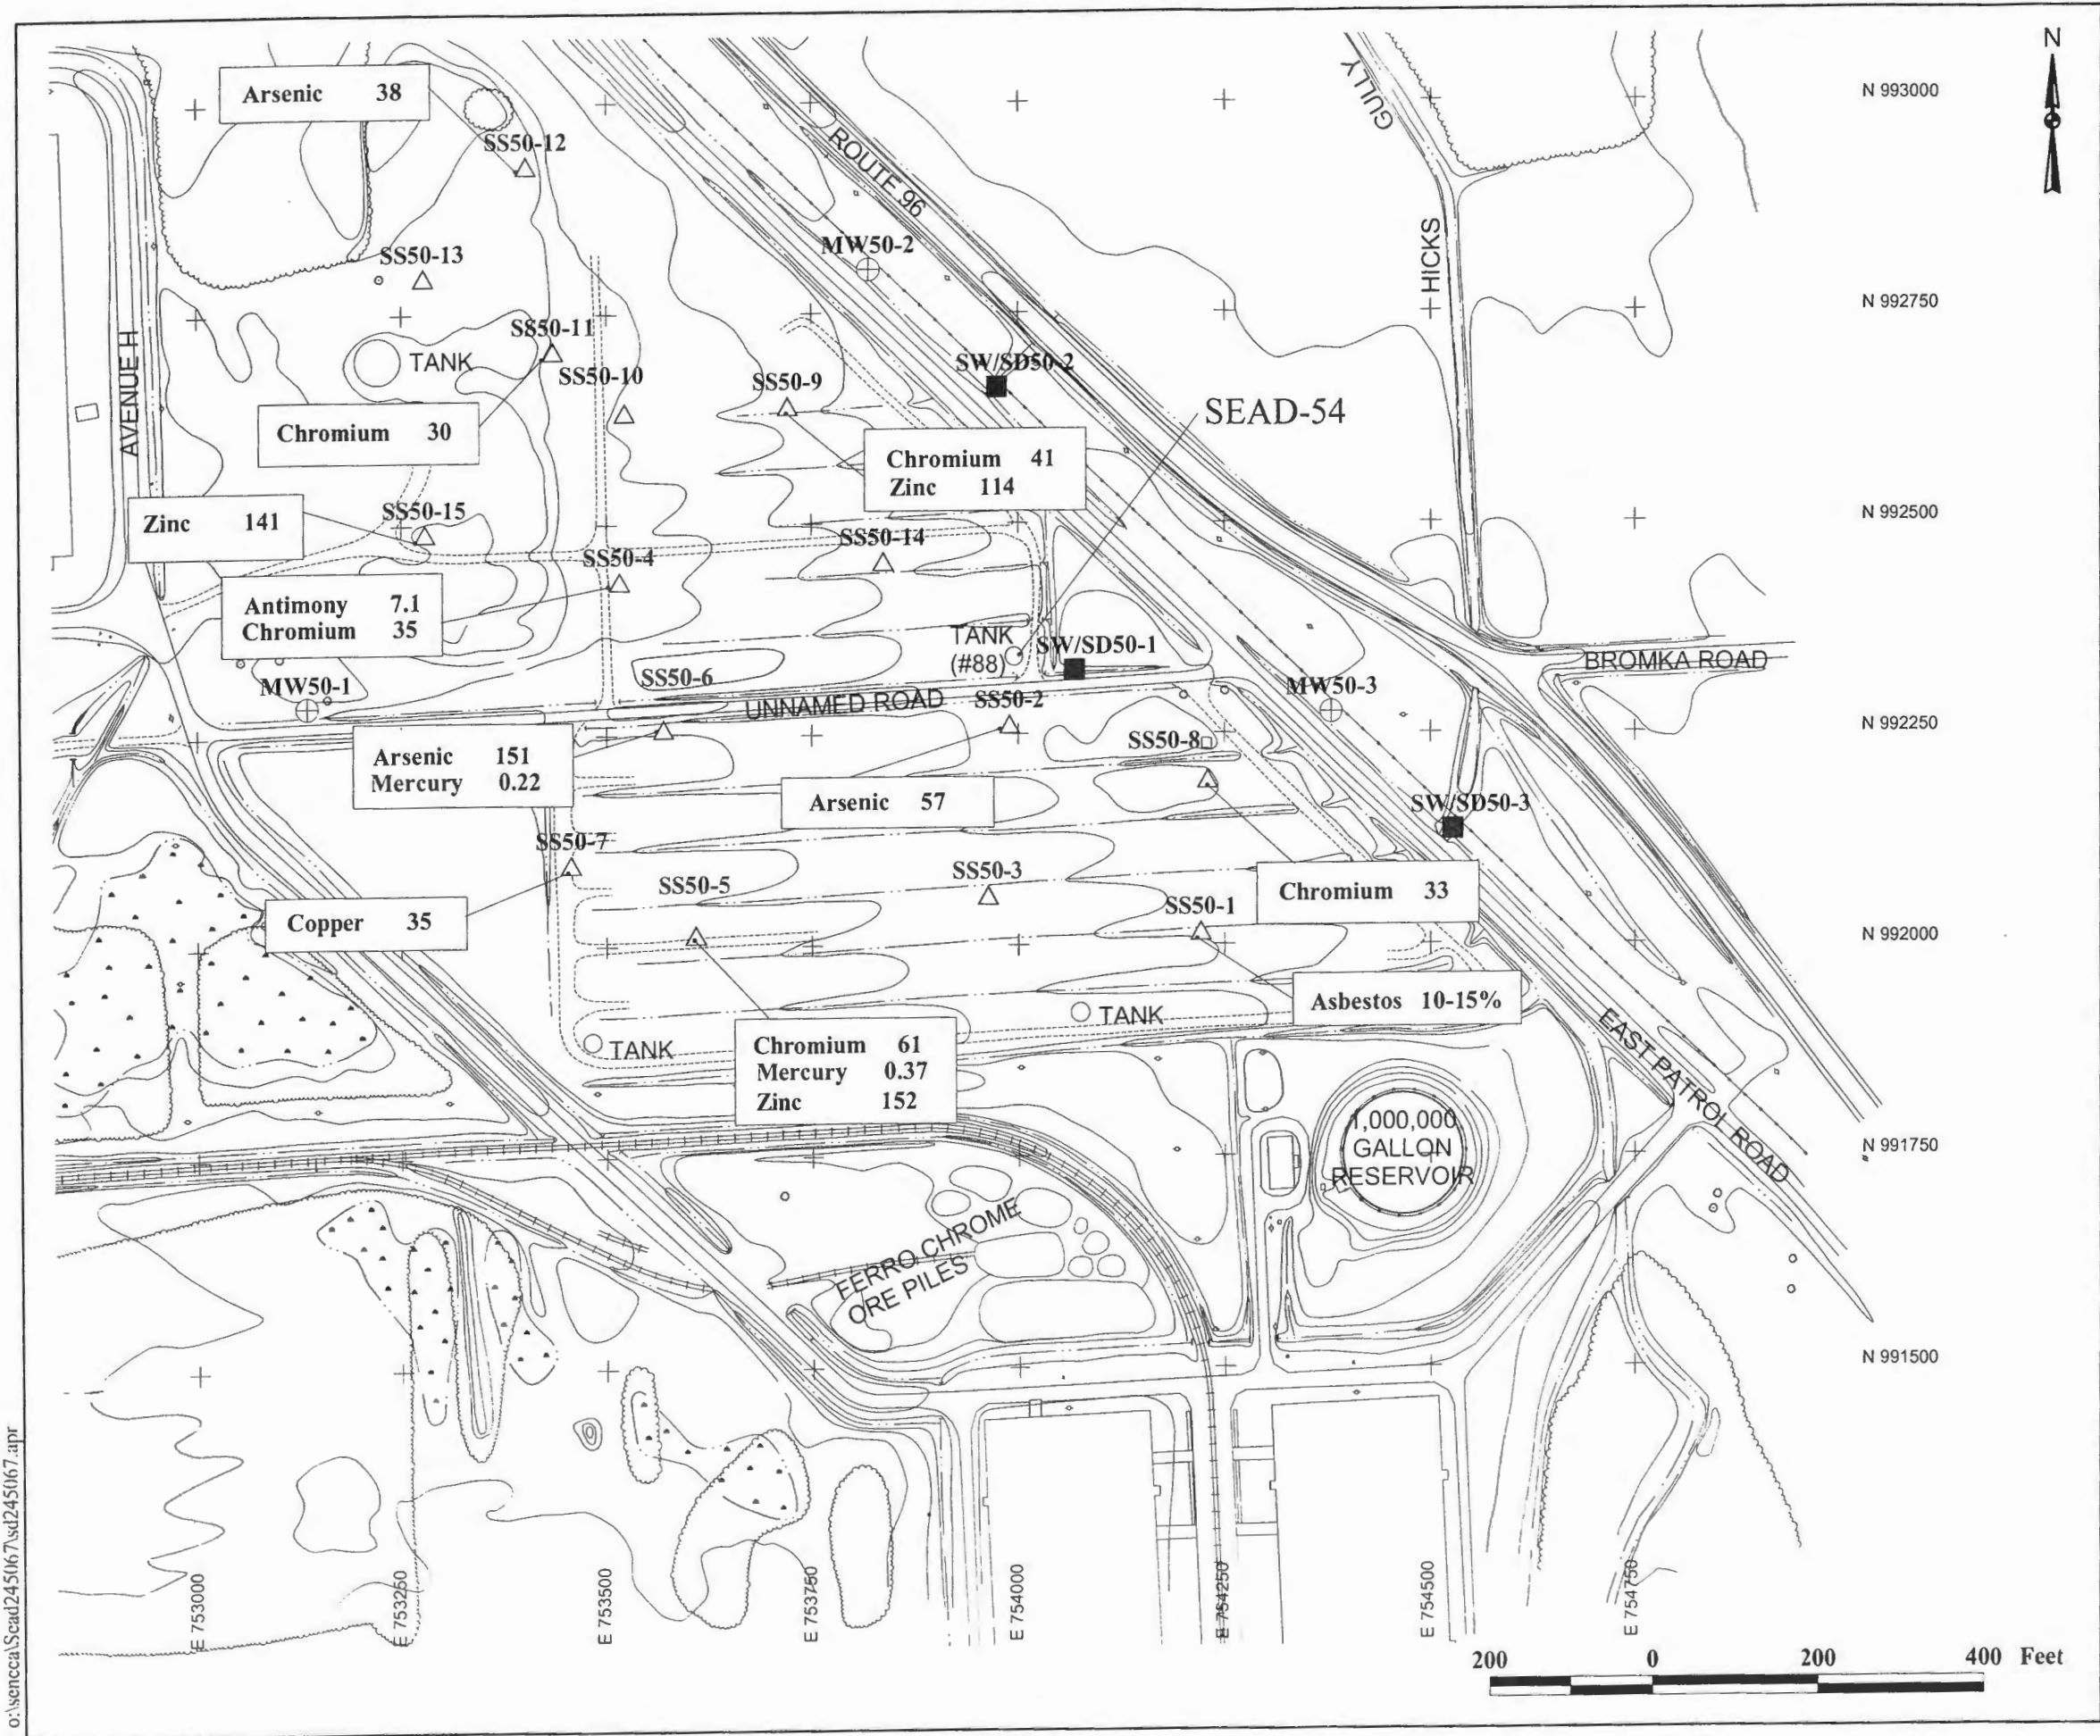 N
N 993000
GULLY
Arsenic 38
SS50-12
ROUTE 96
HICKS
MW50-2
SS50-13
N 992750
SS50-11
TANK
SS50-10
SW/SD50-2
SS50-9
AVENUE H
SEAD-54
Chromium 30
Chromium 41
Zinc 114
SS50-15
Zinc 141
N 992500
SS50-14
SS50-4
Antimony 7.1
Chromium 35
TANK
(#88)
SW/SD50-1
BROMKA ROAD
SS50-6
MW50-1
MW50-3
UNNAMED ROAD
SS50-2
N 992250
SS50-8
Arsenic 151
Mercury 0.22
Arsenic 57
SW/SD50-3
SS50-7
SS50-5
SS50-3
Chromium 33
SS50-1
Copper 35
N 992000
Asbestos 10-15%
TANK
TANK
Chromium 61
Mercury 0.37
Zinc 152
EAST PATROL ROAD
1,000,000
GALLON
RESERVOIR
N 991750
FERRO CHROME
ORE PILES
N 991500
E 753000
E 753250
E 753500
E 753750
E 754000
E 754250
E 754500
E 754750
200 0 200 400 Feet
o:\sencca\Sead245067\sd245067.apr